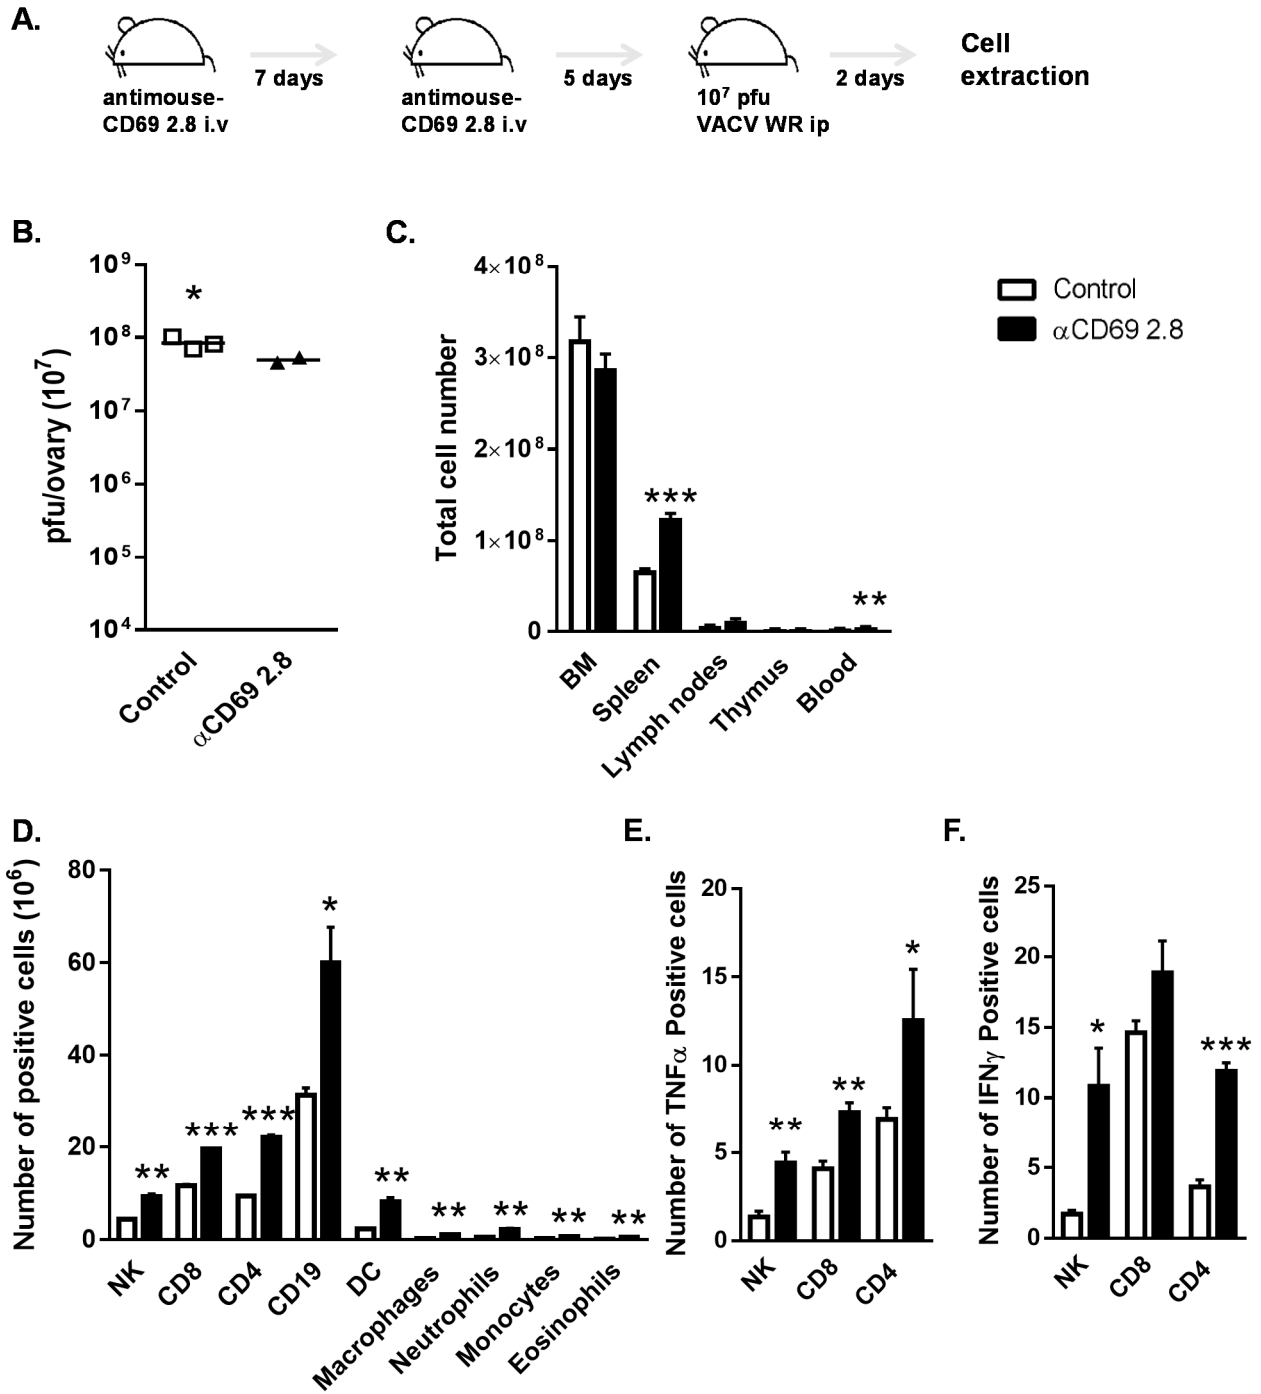 A.
antimouse-
CD69 2.8 i.v
7 days
antimouse-
CD69 2.8 i.v
5 days
10⁷ pfu
VACV WR ip
2 days
Cell
extraction
B.
pfu/ovary (10⁷)
10⁹
10⁸
10⁷
10⁶
10⁵
10⁴
*
Control
αCD69 2.8
C.
Total cell number
4×10⁸
3×10⁸
2×10⁸
1×10⁸
0
***
**
BM
Spleen
Lymph nodes
Thymus
Blood
Control
αCD69 2.8
D.
Number of positive cells (10⁶)
80
60
40
20
0
**
***
***
*
**
**
**
**
**
NK
CD8
CD4
CD19
DC
Macrophages
Neutrophils
Monocytes
Eosinophils
E.
Number of TNFα Positive cells
20
15
10
5
0
**
**
*
NK
CD8
CD4
F.
Number of IFNγ Positive cells
25
20
15
10
5
0
*
***
NK
CD8
CD4